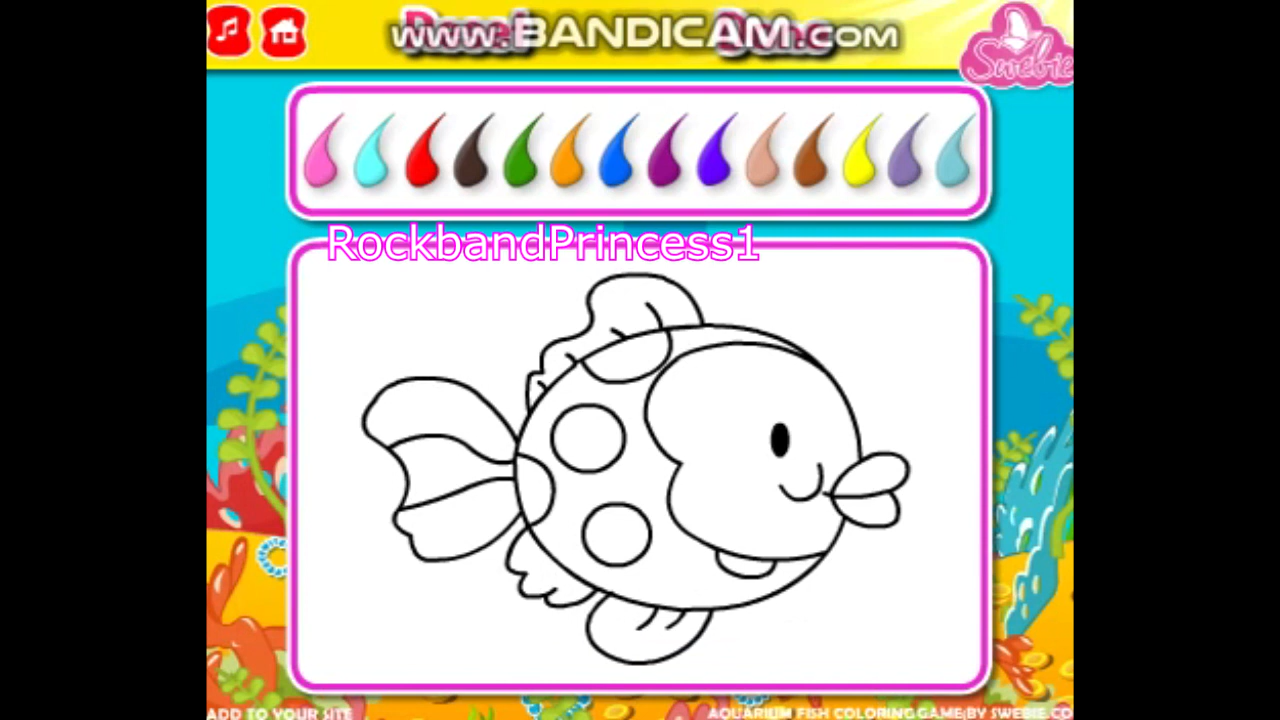 www.BANDICAM.com
Swebie
RockbandPrincess1
ADD TO YOUR SITE
AQUARIUM FISH COLORING GAME BY SWEBIE.CO